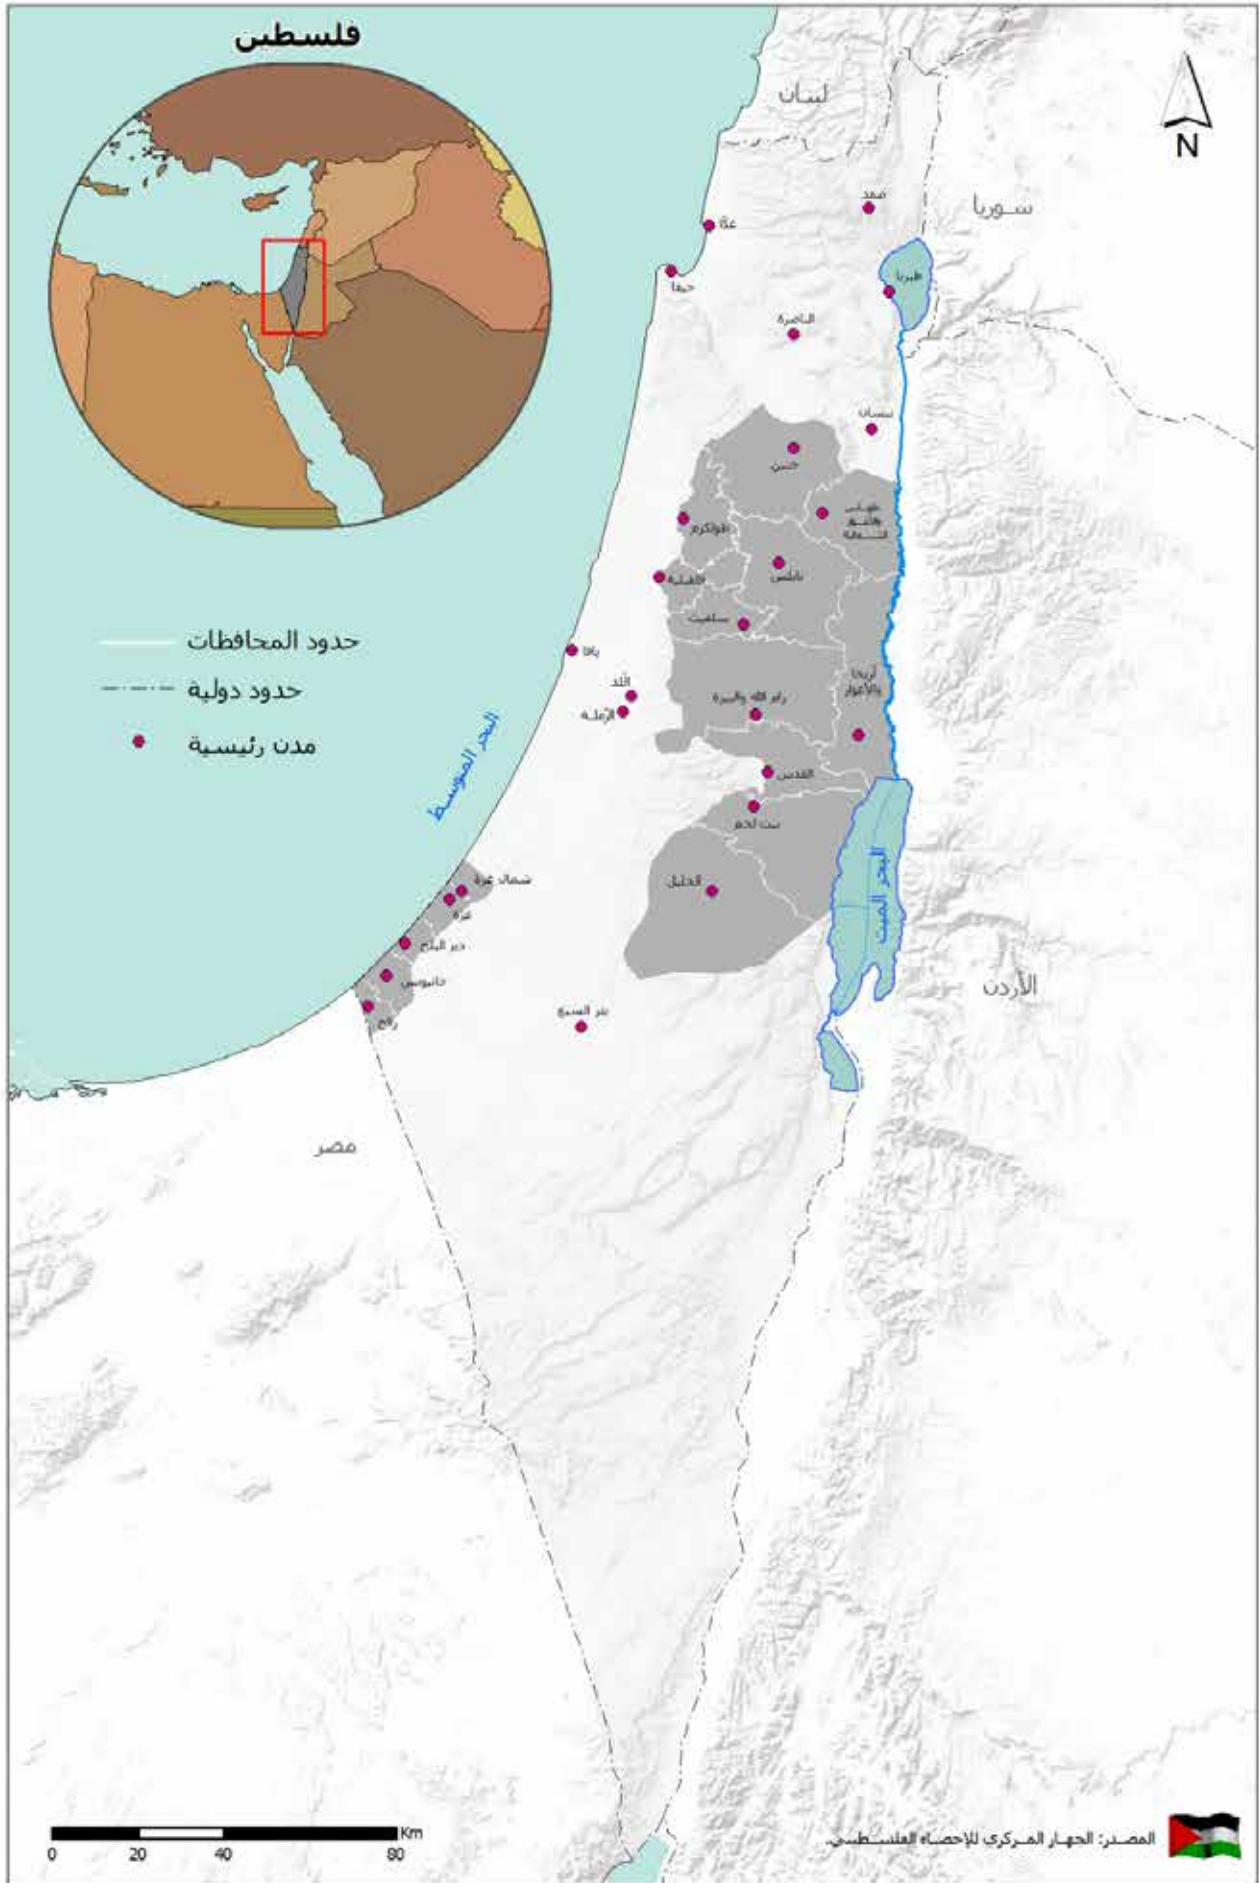 فلسطين
N
لبنان
سوريا
صفد
عكا
حيفا
طبريا
الناصرة
بيسان
جنين
طوباس
والأغوار
الشمالية
طولكرم
نابلس
قلقيلية
سلفيت
حدود المحافظات
حدود دولية
مدن رئيسية
يافا
اللد
الرملة
أريحا
والأغوار
رام الله والبيرة
القدس
بيت لحم
البحر المتوسط
البحر الميت
الخليل
شمال غزة
غزة
دير البلح
خانيونس
رفح
بئر السبع
الأردن
مصر
Km
0 20 40 80
المصدر: الجهاز المركزي للإحصاء الفلسطيني.